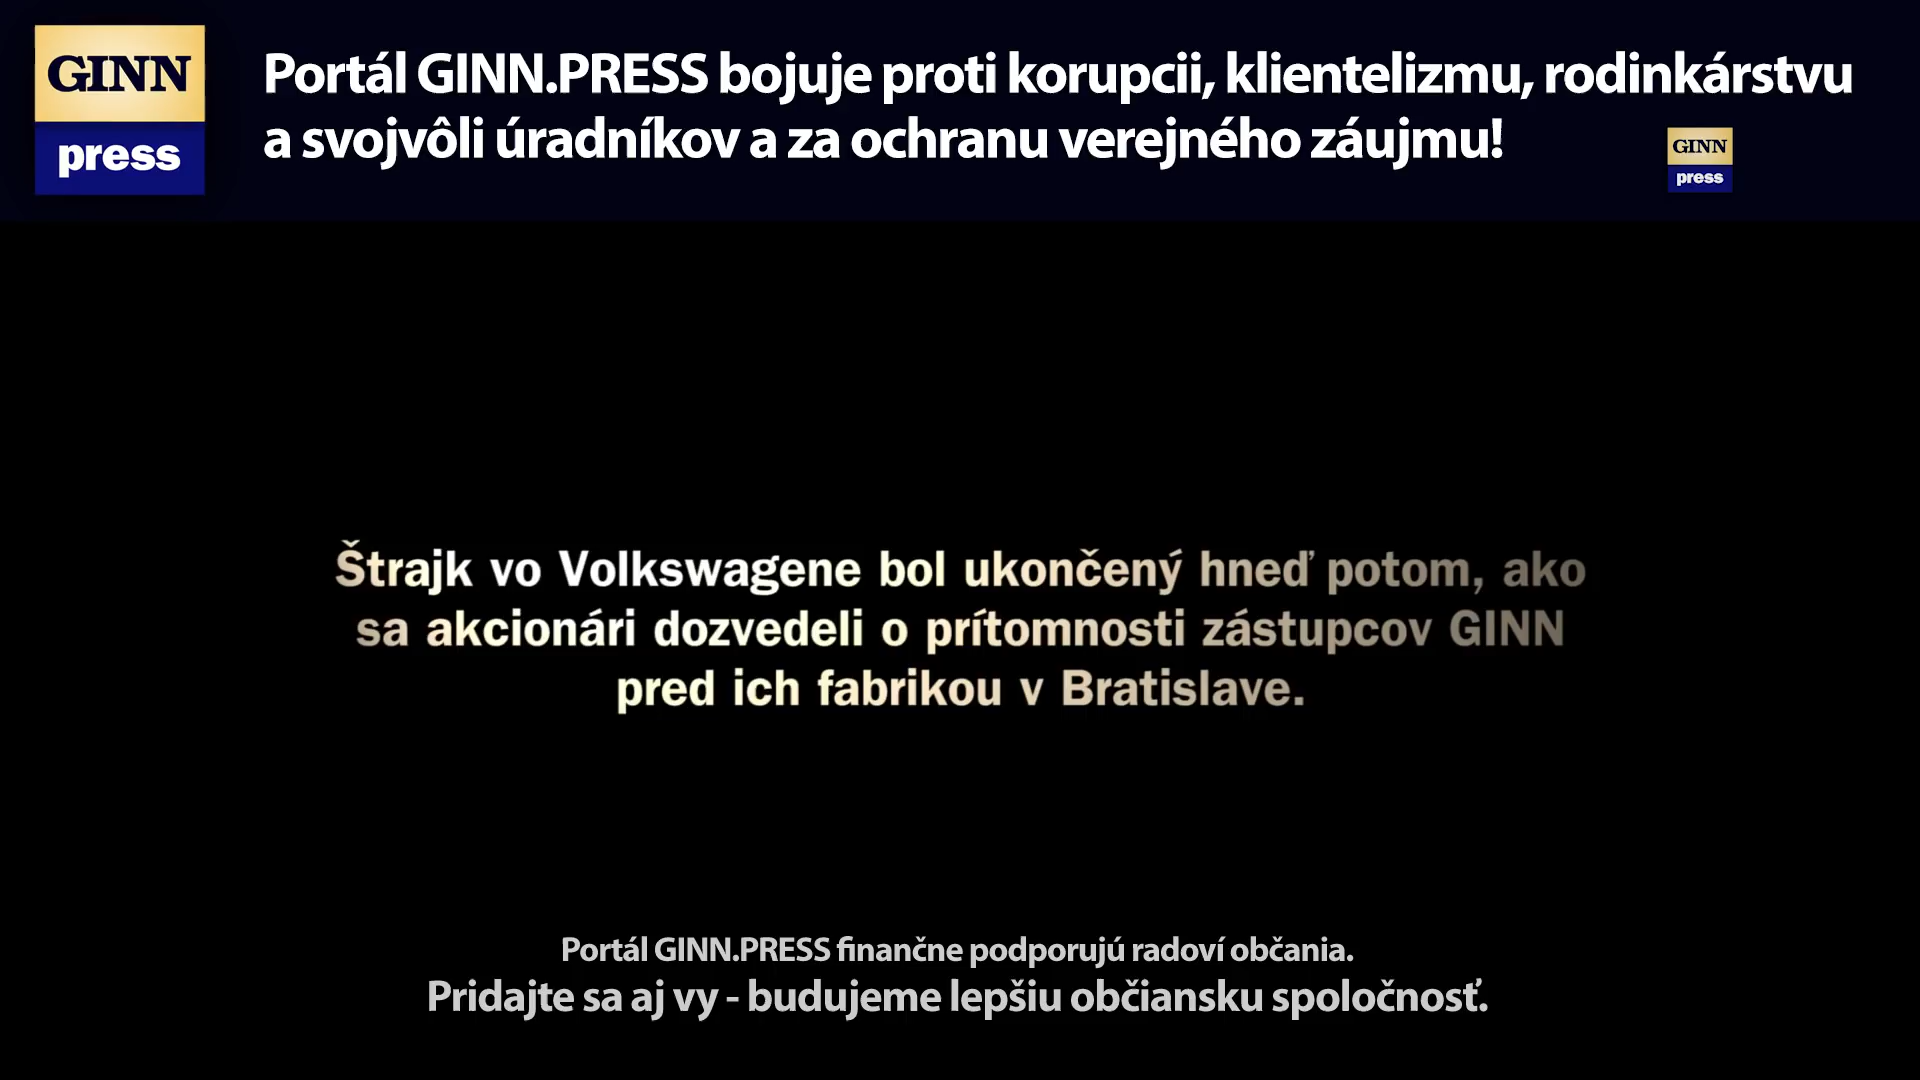 GINN
press
Portál GINN.PRESS bojuje proti korupcii, klientelizmu, rodinkárstvu
a svojvôli úradníkov a za ochranu verejného záujmu!
GINN
press
Štrajk vo Volkswagene bol ukončený hneď potom, ako
sa akcionári dozvedeli o prítomnosti zástupcov GINN
pred ich fabrikou v Bratislave.
Portál GINN.PRESS finančne podporujú radoví občania.
Pridajte sa aj vy - budujeme lepšiu občiansku spoločnosť.